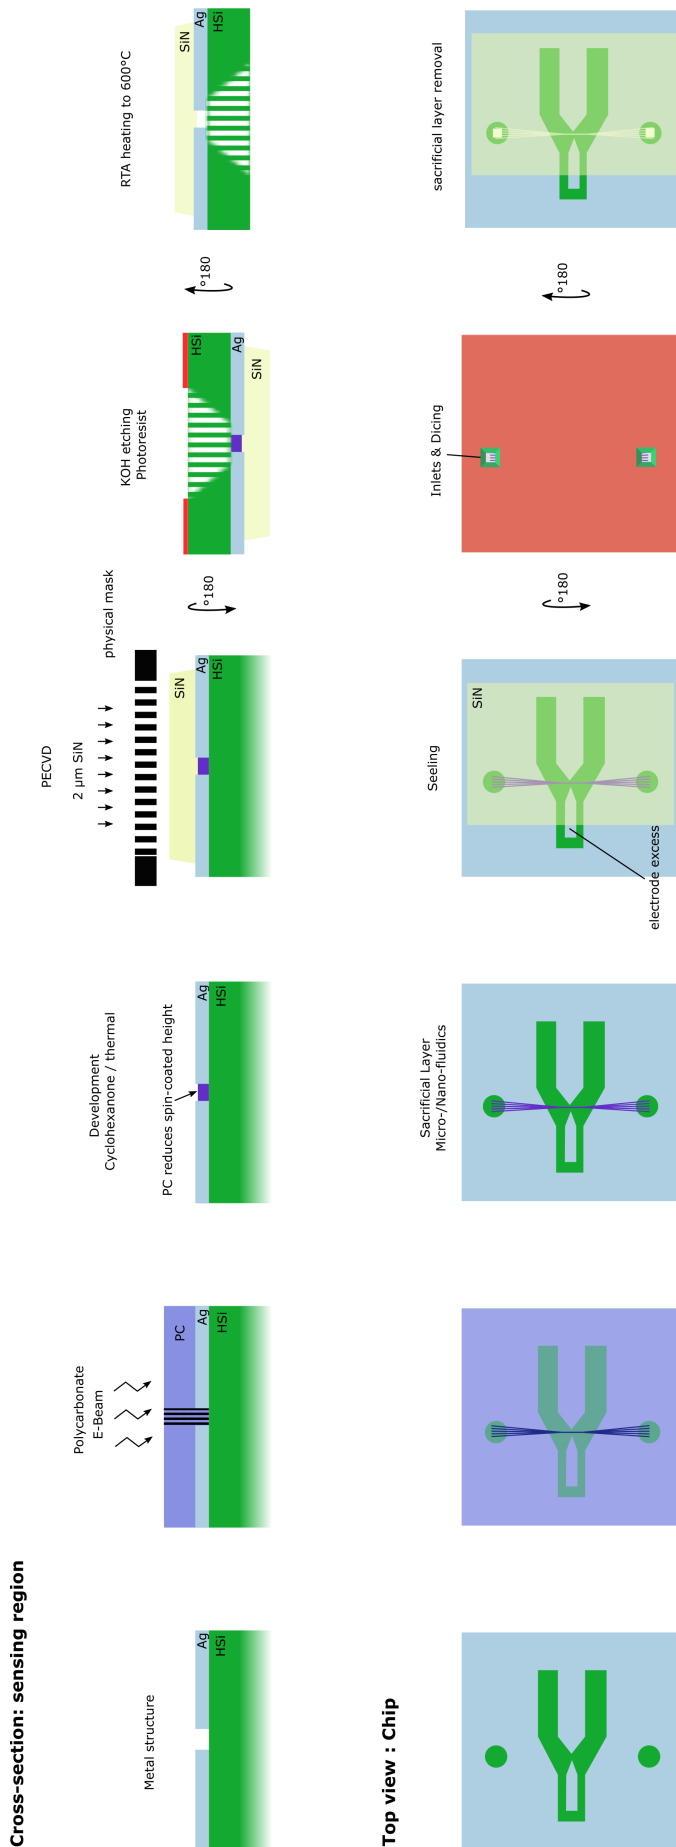 Cross-section: sensing region
Metal structure
Ag
HSi
Polycarbonate
E-Beam
PC
Ag
HSi
Development
Cyclohexanone / thermal
PC reduces spin-coated height
Ag
HSi
PECVD
2 µm SiN
physical mask
SiN
Ag
HSi
°180
KOH etching
Photoresist
HSi
Ag
SiN
°180
RTA heating to 600°C
SiN
Ag
HSi
Top view : Chip
Sacrificial Layer
Micro-/Nano-fluidics
Seeling
SiN
electrode excess
°180
Inlets & Dicing
°180
sacrificial layer removal